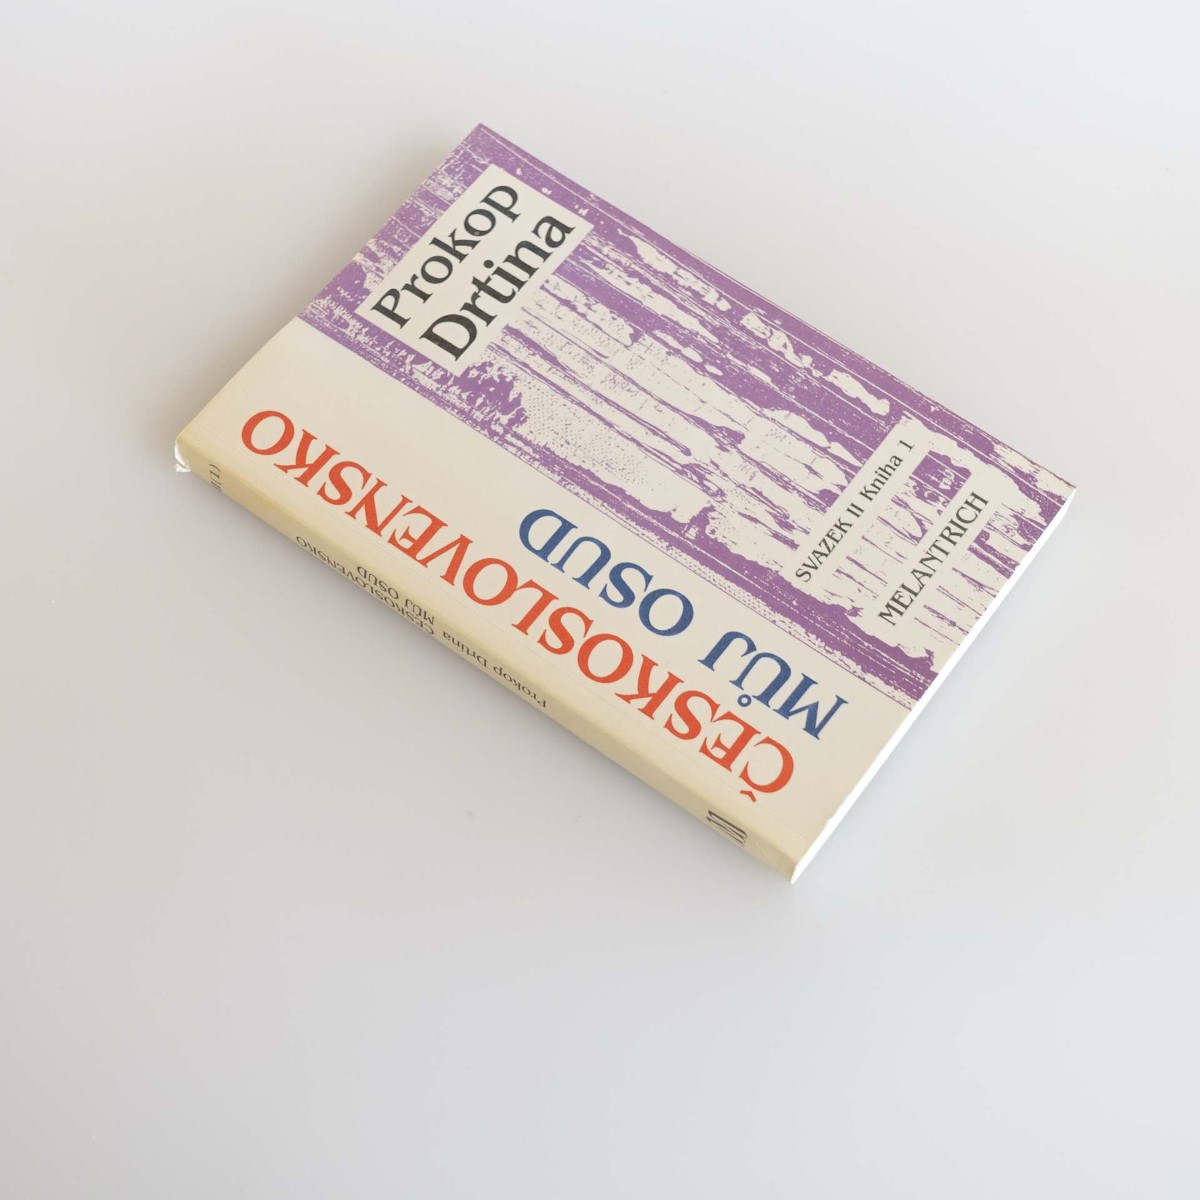 Prokop
Drtina
ČESKOSLOVENSKO
MŮJ OSUD
SVAZEK II Kniha 1
MELANTRICH
Prokop Drtina ČESKOSLOVENSKO
MŮJ OSUD